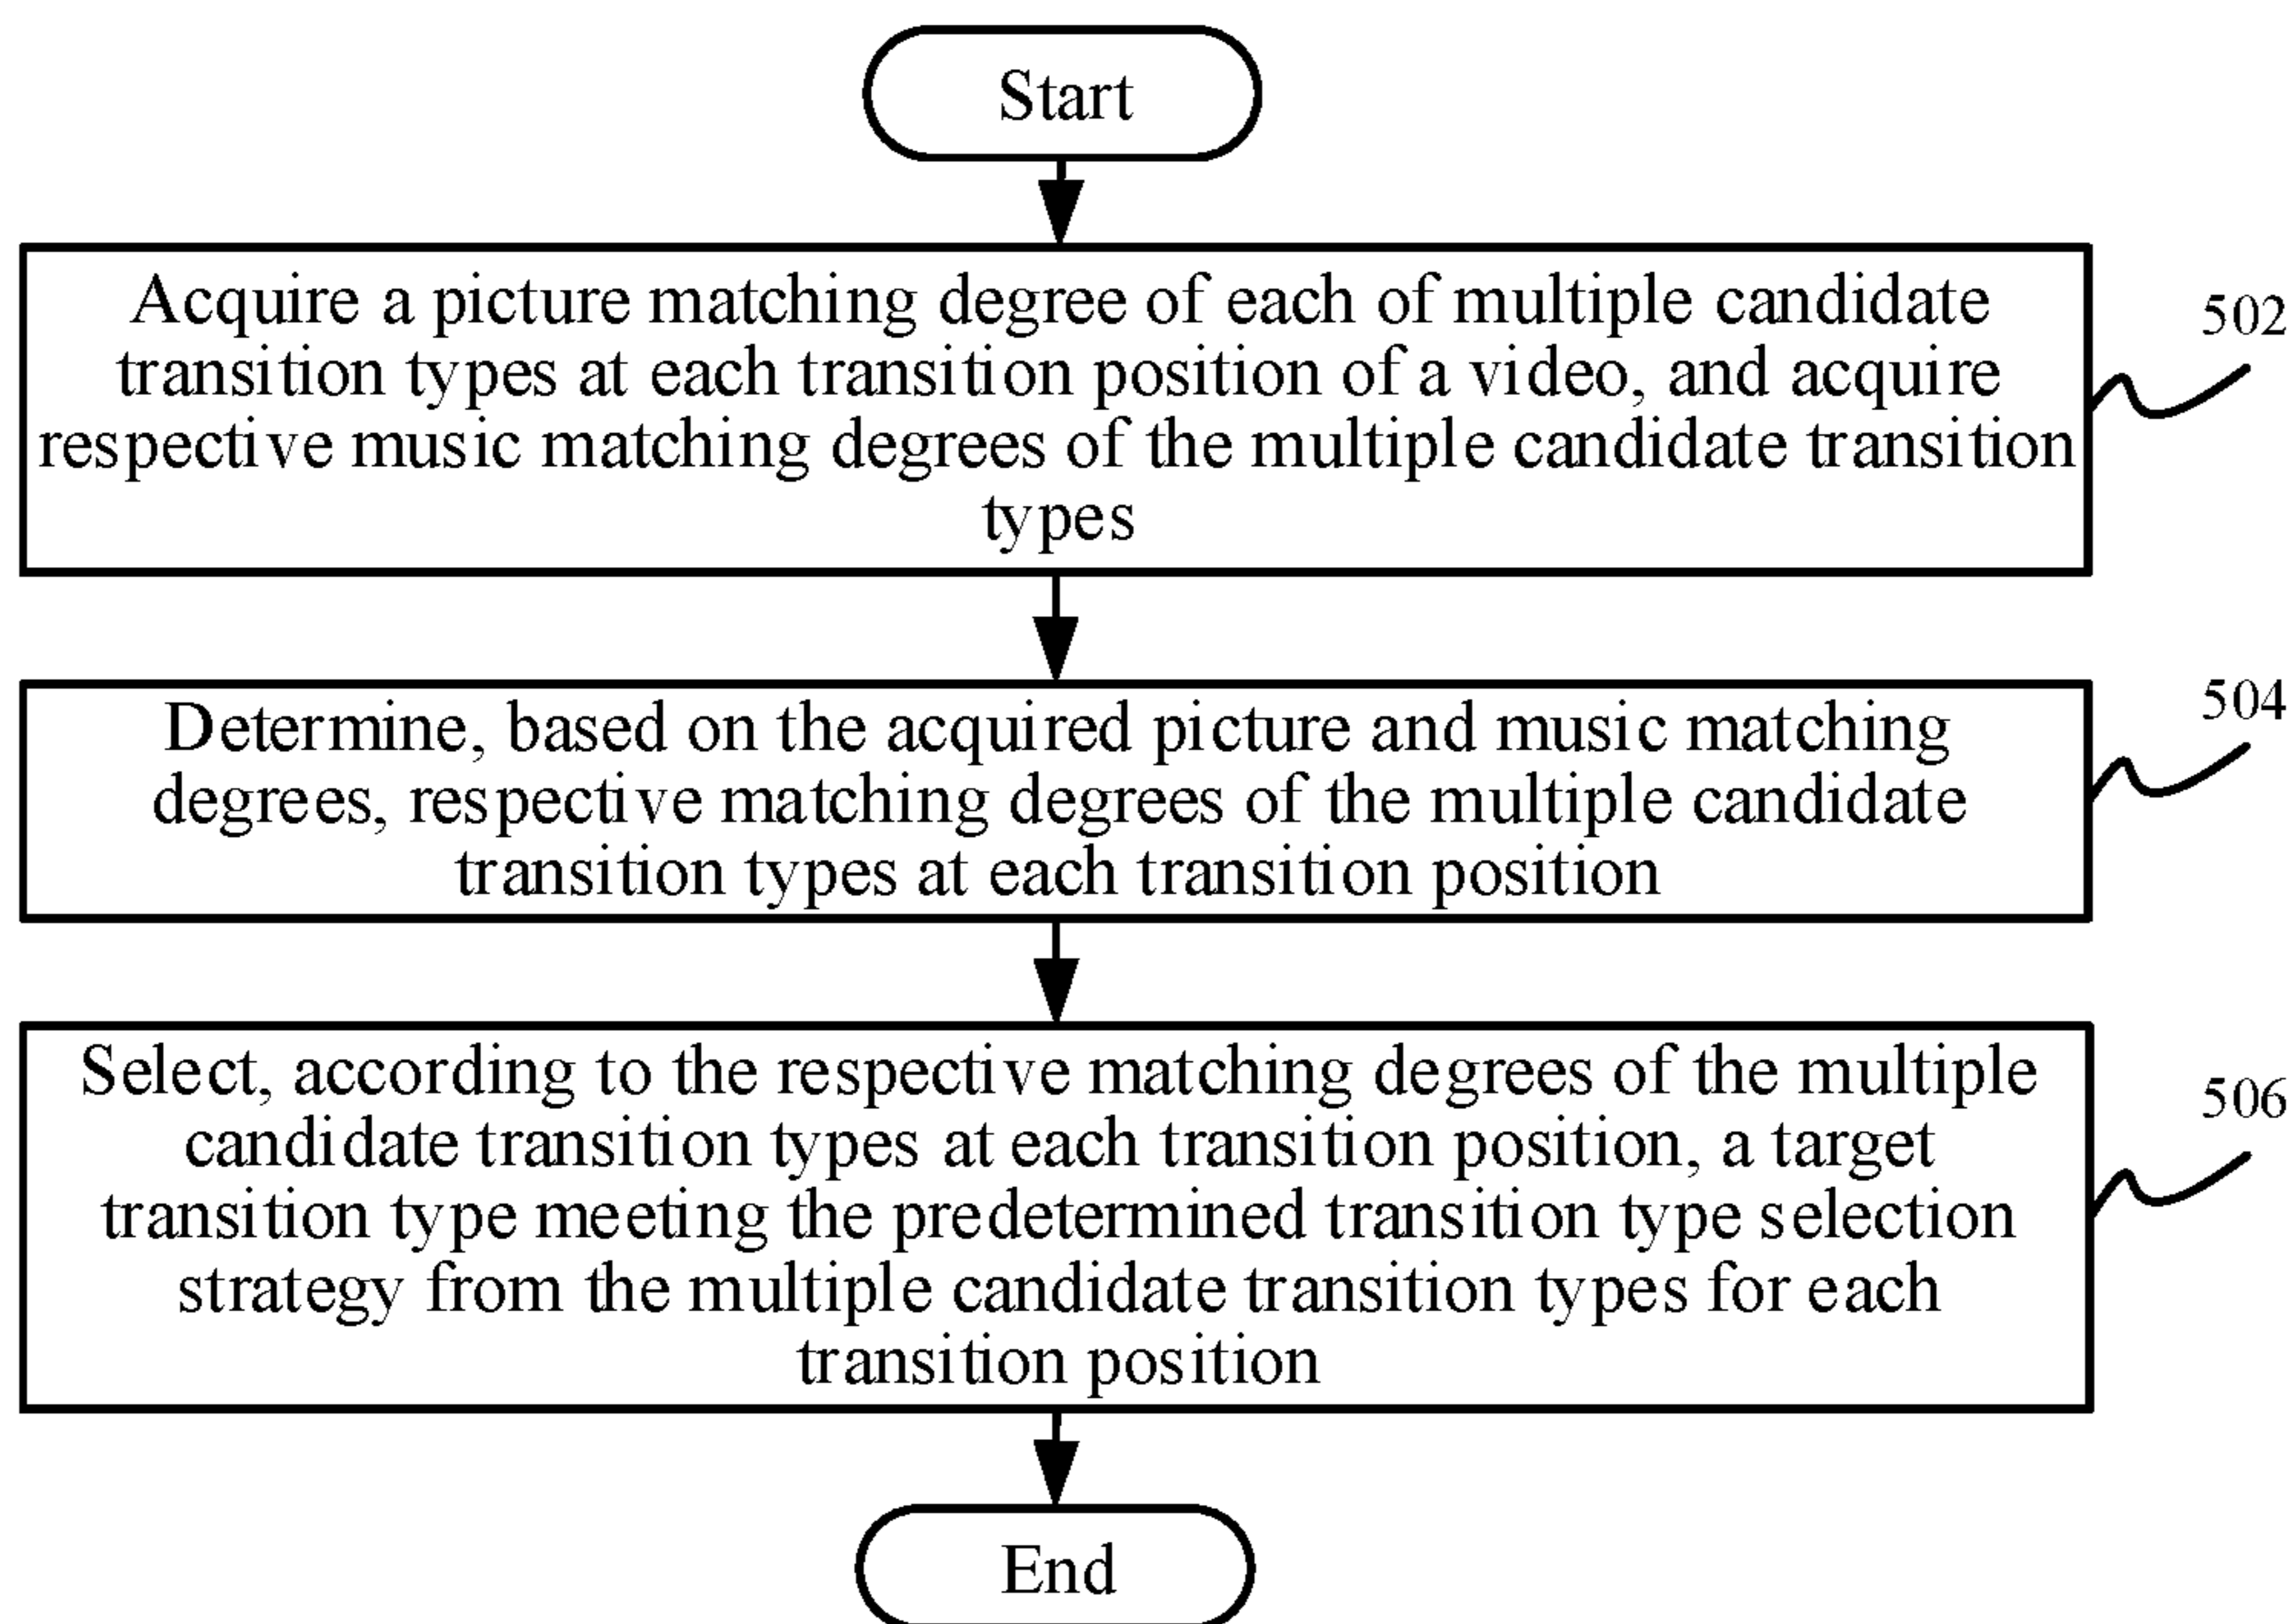 Start
Acquire a picture matching degree of each of multiple candidate
transition types at each transition position of a video, and acquire
respective music matching degrees of the multiple candidate transition
types
502
Determine, based on the acquired picture and music matching
degrees, respective matching degrees of the multiple candidate
transition types at each transition position
504
Select, according to the respective matching degrees of the multiple
candidate transition types at each transition position, a target
transition type meeting the predetermined transition type selection
strategy from the multiple candidate transition types for each
transition position
506
End